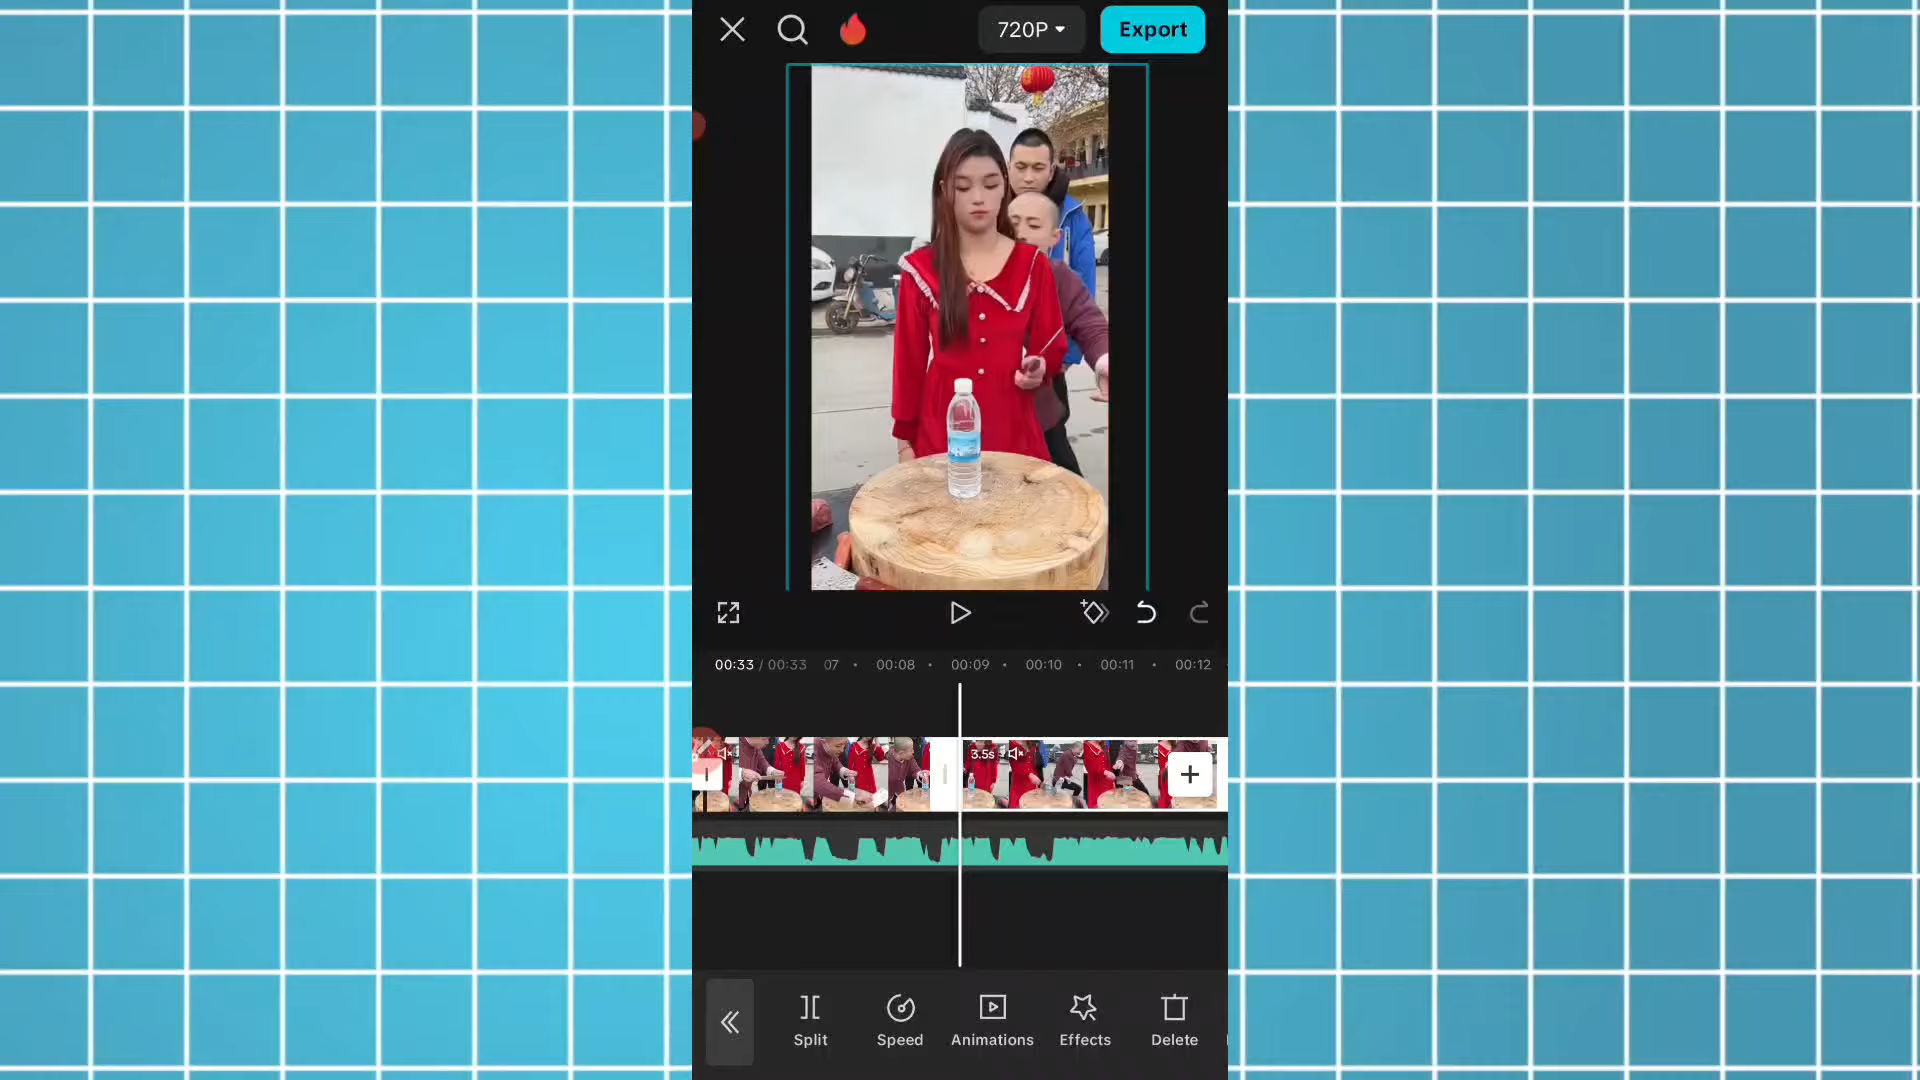 720P
Export
00:33 / 00:33 07 00:08 00:09 00:10 00:11 00:12
3.5s
Split Speed Animations Effects Delete